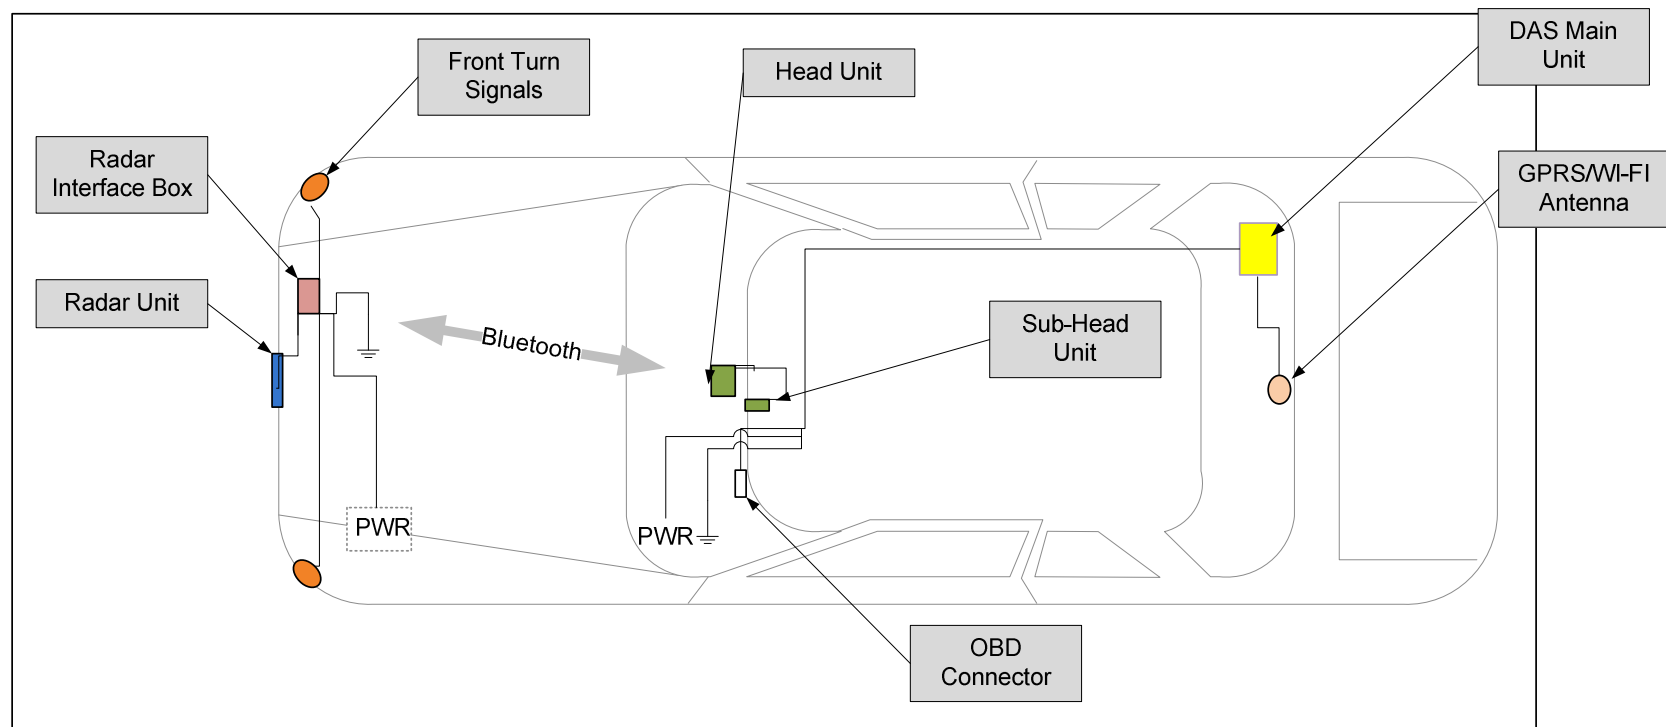 Front Turn
Signals
Head Unit
DAS Main
Unit
Radar
Interface Box
GPRS/WI-FI
Antenna
Radar Unit
Bluetooth
Sub-Head
Unit
PWR
PWR
OBD
Connector